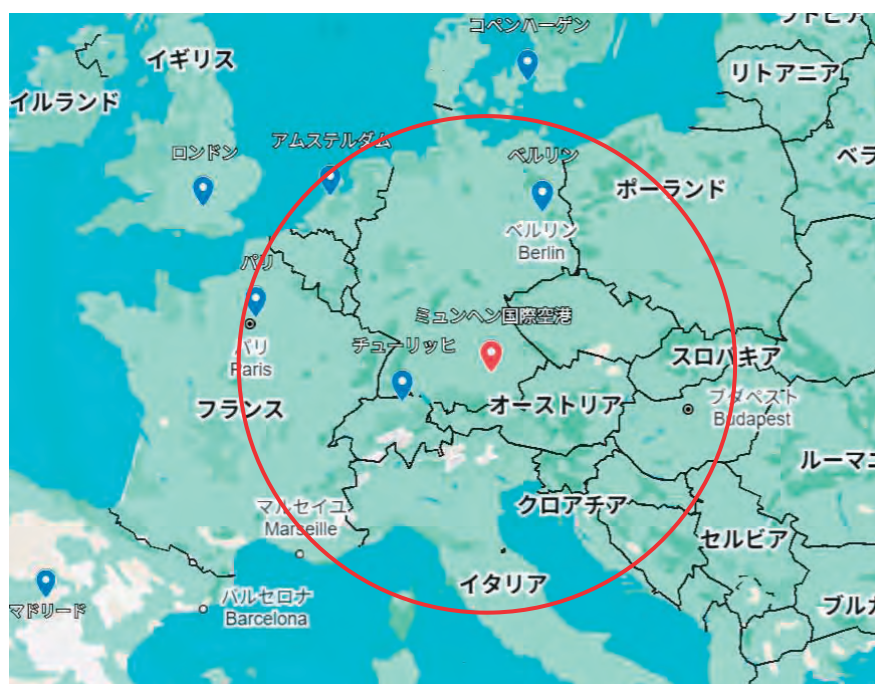 コペンハーゲン
イギリス
リトアニア
イルランド
ロンドン
アムステルダム
ベルリン
ポーランド
ベルリン
Berlin
パリ
ミュンヘン国際空港
パリ
Paris
チューリッヒ
スロバキア
フランス
オーストリア
ブダペスト
Budapest
ルーマニ
マルセイユ
Marseille
クロアチア
セルビア
イタリア
マドリード
バルセロナ
Barcelona
ブルガ